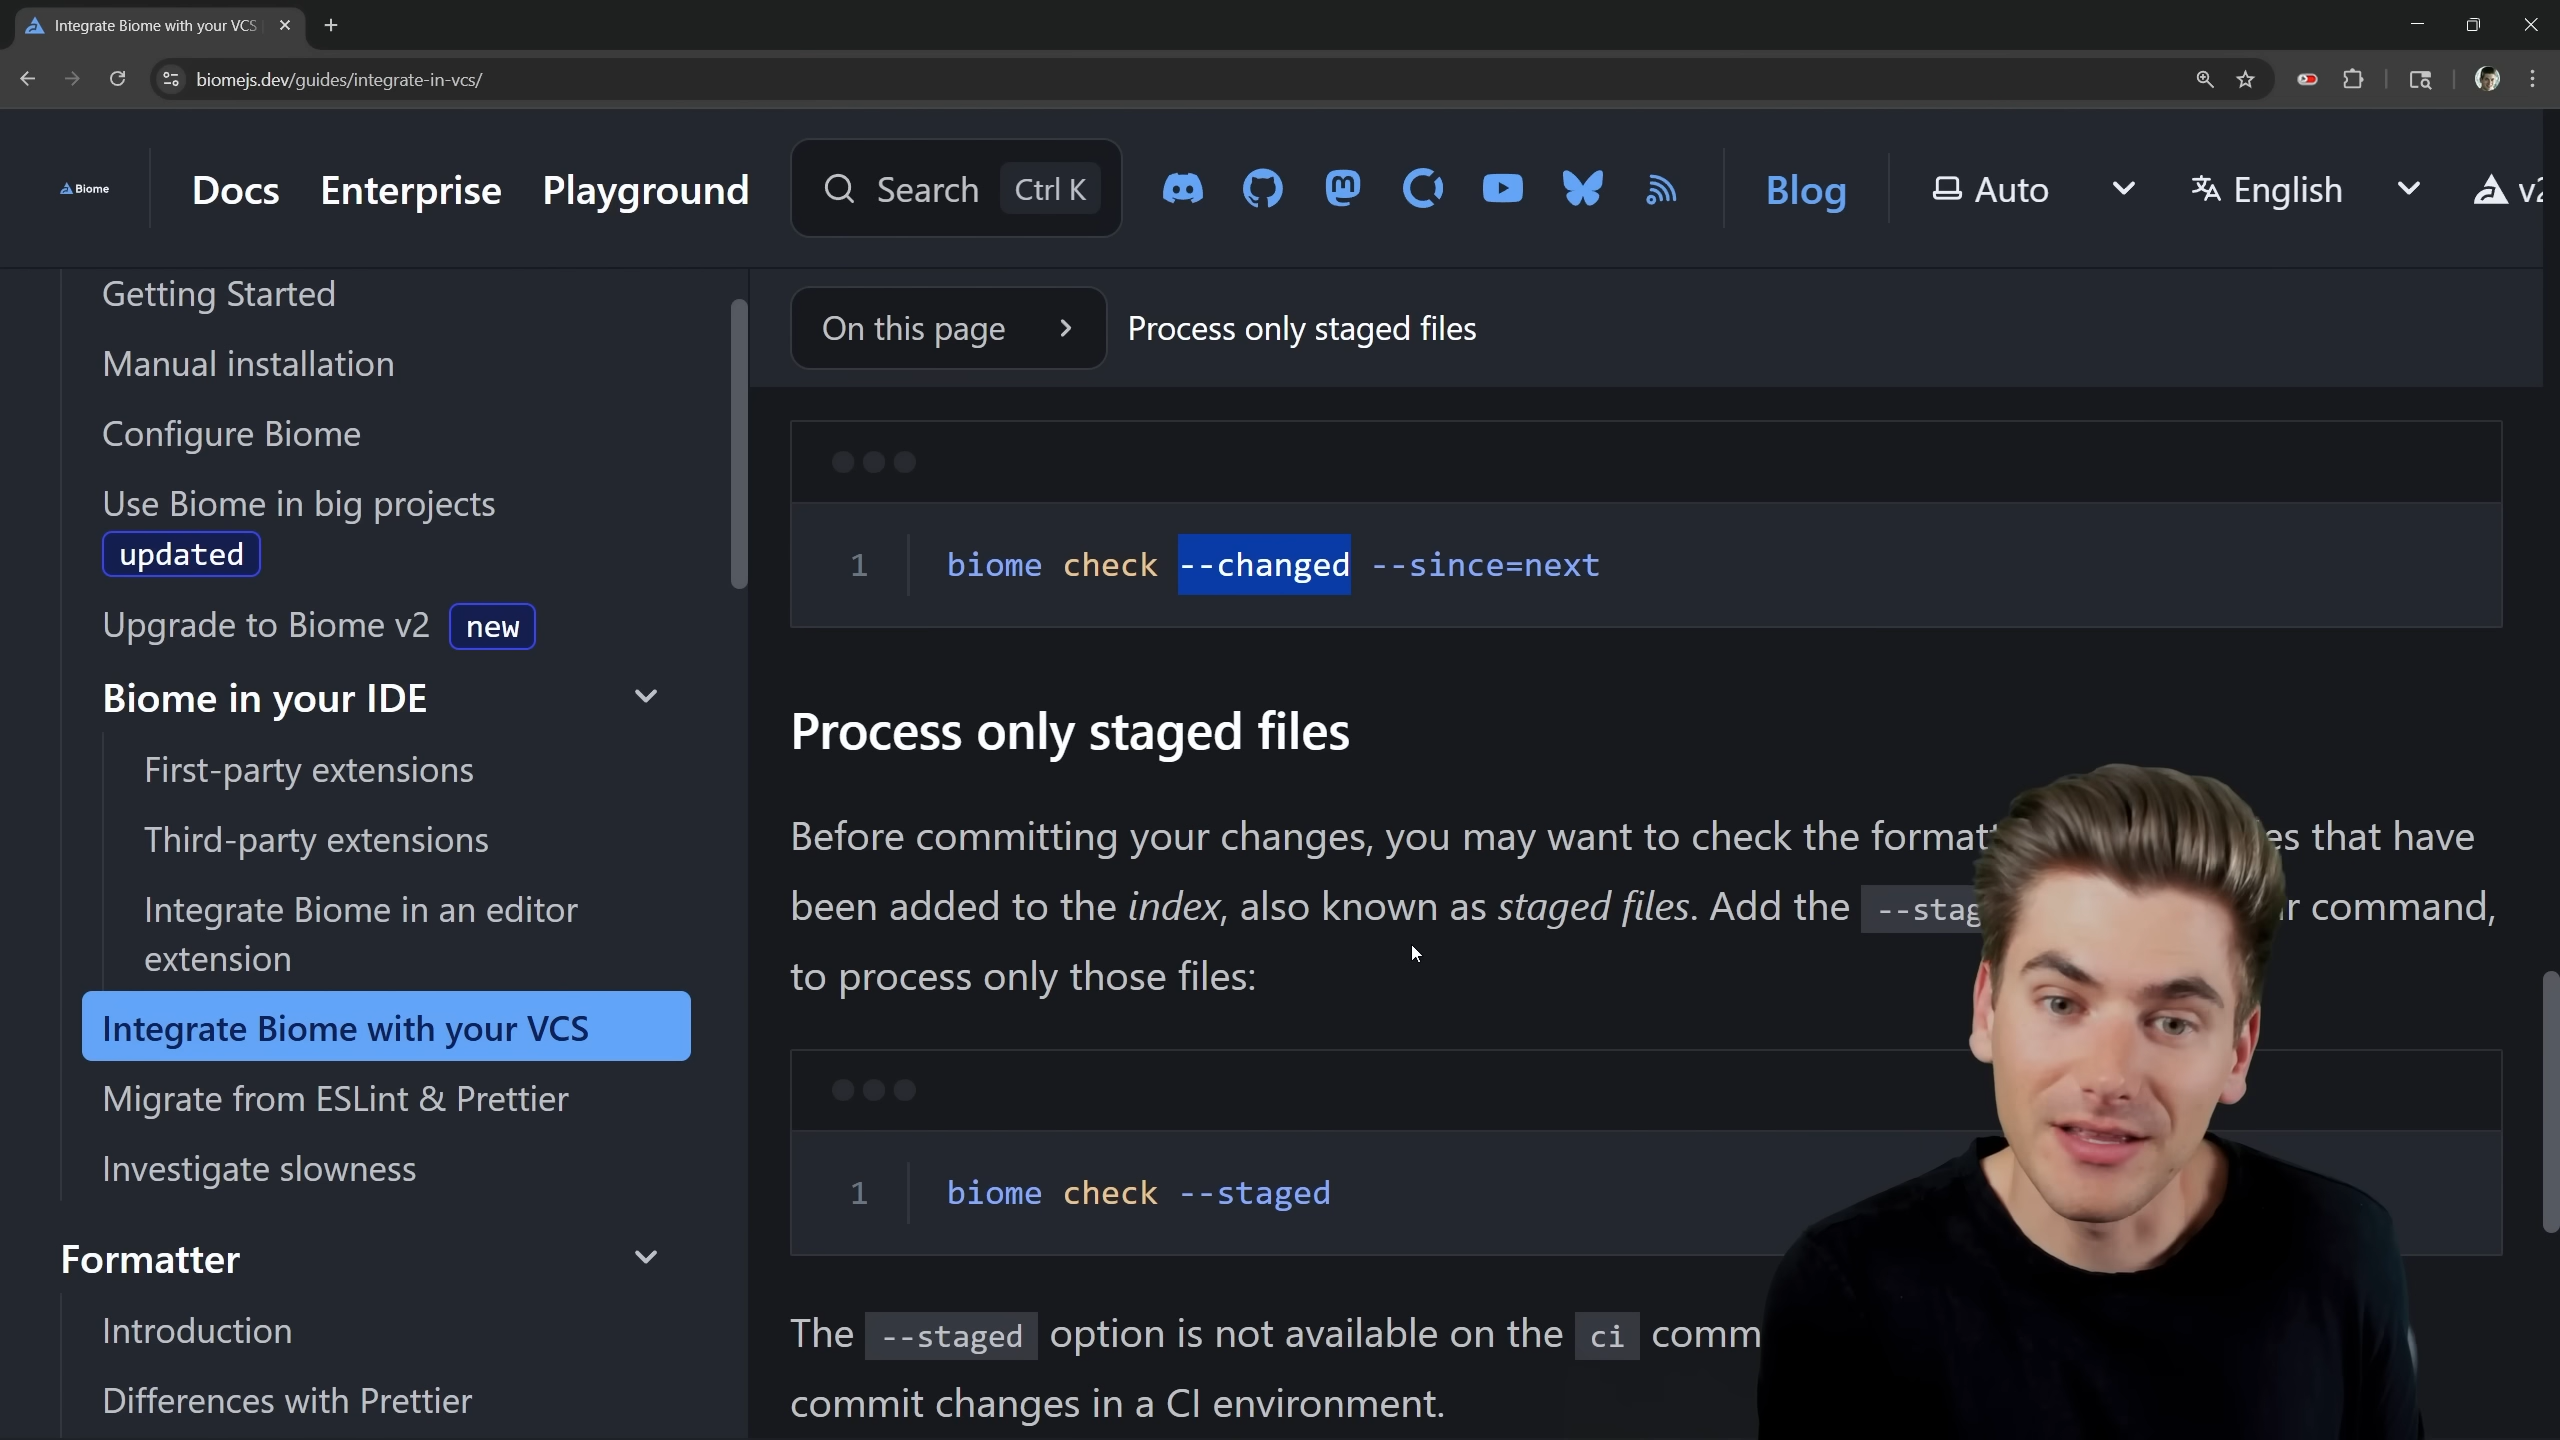 Integrate Biome with your VCS
biomejs.dev/guides/integrate-in-vcs/
Biome
Docs
Enterprise
Playground
Search
Ctrl K
Blog
Auto
English
Getting Started
Manual installation
Configure Biome
Use Biome in big projects
updated
Upgrade to Biome v2 new
Biome in your IDE
First-party extensions
Third-party extensions
Integrate Biome in an editor
extension
Integrate Biome with your VCS
Migrate from ESLint & Prettier
Investigate slowness
Formatter
Introduction
Differences with Prettier
On this page
Process only staged files
1 biome check --changed --since=next
Process only staged files
Before committing your changes, you may want to check the that have
been added to the index, also known as staged files. Add the command,
to process only those files:
1 biome check --staged
The --staged option is not available on the ci
commit changes in a CI environment.